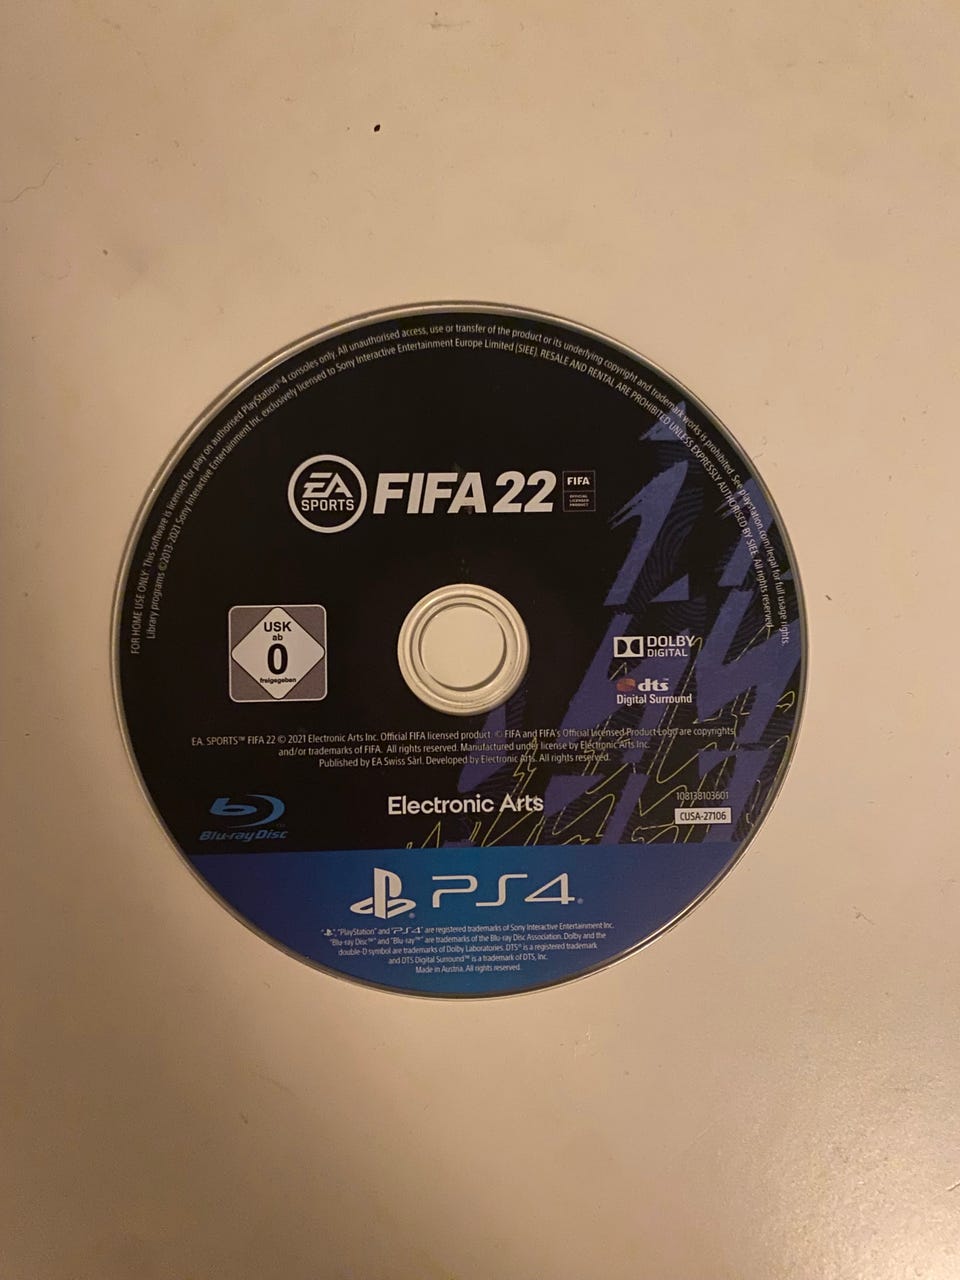 FOR HOME USE ONLY: This software is licensed for play on authorised PlayStation®4 consoles only. All unauthorised access, use or transfer of the product or its underlying copyright and trademark works is prohibited. See playstation.com/legal for full usage rights.
Library programs ©2013-2021 Sony Interactive Entertainment Inc. exclusively licensed to Sony Interactive Entertainment Europe Limited (SIEE). RESALE AND RENTAL ARE PROHIBITED UNLESS EXPRESSLY AUTHORISED BY SIEE. All rights reserved.
EA SPORTS FIFA 22
FIFA
OFFICIAL
LICENSED
PRODUCT
USK
ab
0
freigegeben
DOLBY
DIGITAL
dts
Digital Surround
EA SPORTS™ FIFA 22 © 2021 Electronic Arts Inc. Official FIFA licensed product. © FIFA and FIFA's Official Licensed Product Logo are copyrights
and/or trademarks of FIFA. All rights reserved. Manufactured under license by Electronic Arts Inc.
Published by EA Swiss Sàrl. Developed by Electronic Arts. All rights reserved.
Blu-ray Disc
Electronic Arts
108138103601
CUSA-27106
PS4
"PlayStation" and "PS4" are registered trademarks of Sony Interactive Entertainment Inc.
"Blu-ray Disc™" and "Blu-ray™" are trademarks of the Blu-ray Disc Association. Dolby and the
double-D symbol are trademarks of Dolby Laboratories. DTS® is a registered trademark
and DTS Digital Surround™ is a trademark of DTS, Inc.
Made in Austria. All rights reserved.